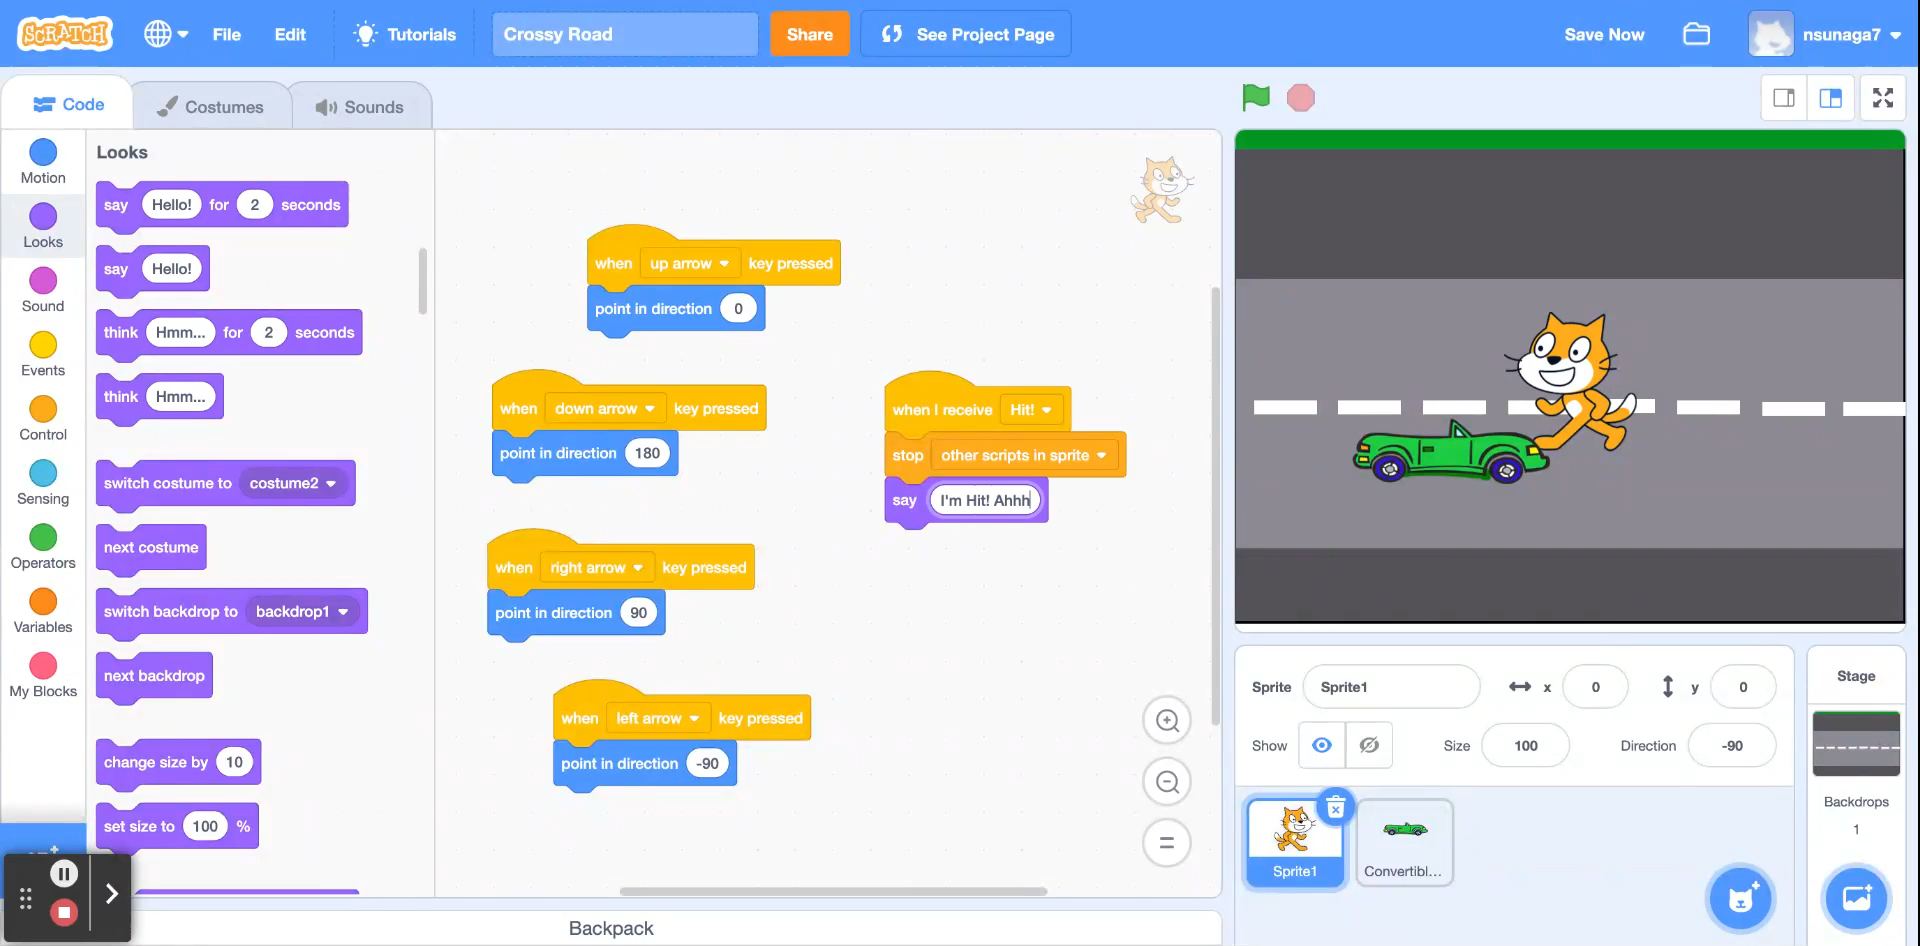 SCRATCH File Edit Tutorials Crossy Road Share See Project Page Save Now nsunaga7
Code Costumes Sounds
Motion
Looks
Sound
Events
Control
Sensing
Operators
Variables
My Blocks
Looks
say Hello! for 2 seconds
say Hello!
think Hmm... for 2 seconds
think Hmm...
switch costume to costume2
next costume
switch backdrop to backdrop1
next backdrop
change size by 10
set size to 100 %
when up arrow key pressed
point in direction 0
when down arrow key pressed
point in direction 180
when right arrow key pressed
point in direction 90
when left arrow key pressed
point in direction -90
when I receive Hit!
stop other scripts in sprite
say I'm Hit! Ahhh
Backpack
Sprite Sprite1 x 0 y 0
Show Size 100 Direction -90
Sprite1
Convertibl...
Stage
Backdrops
1